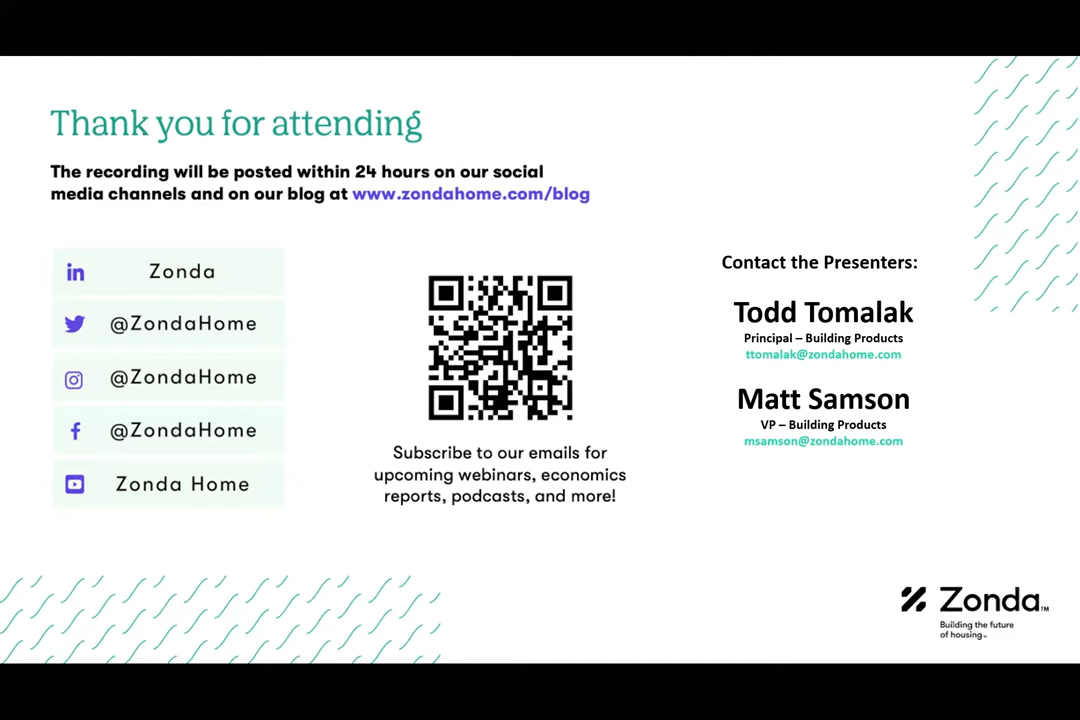 Thank you for attending
The recording will be posted within 24 hours on our social
media channels and on our blog at www.zondahome.com/blog
Zonda
@ZondaHome
@ZondaHome
@ZondaHome
Zonda Home
Subscribe to our emails for
upcoming webinars, economics
reports, podcasts, and more!
Contact the Presenters:
Todd Tomalak
Principal – Building Products
ttomalak@zondahome.com
Matt Samson
VP – Building Products
msamson@zondahome.com
Zonda™
Building the future
of housing™